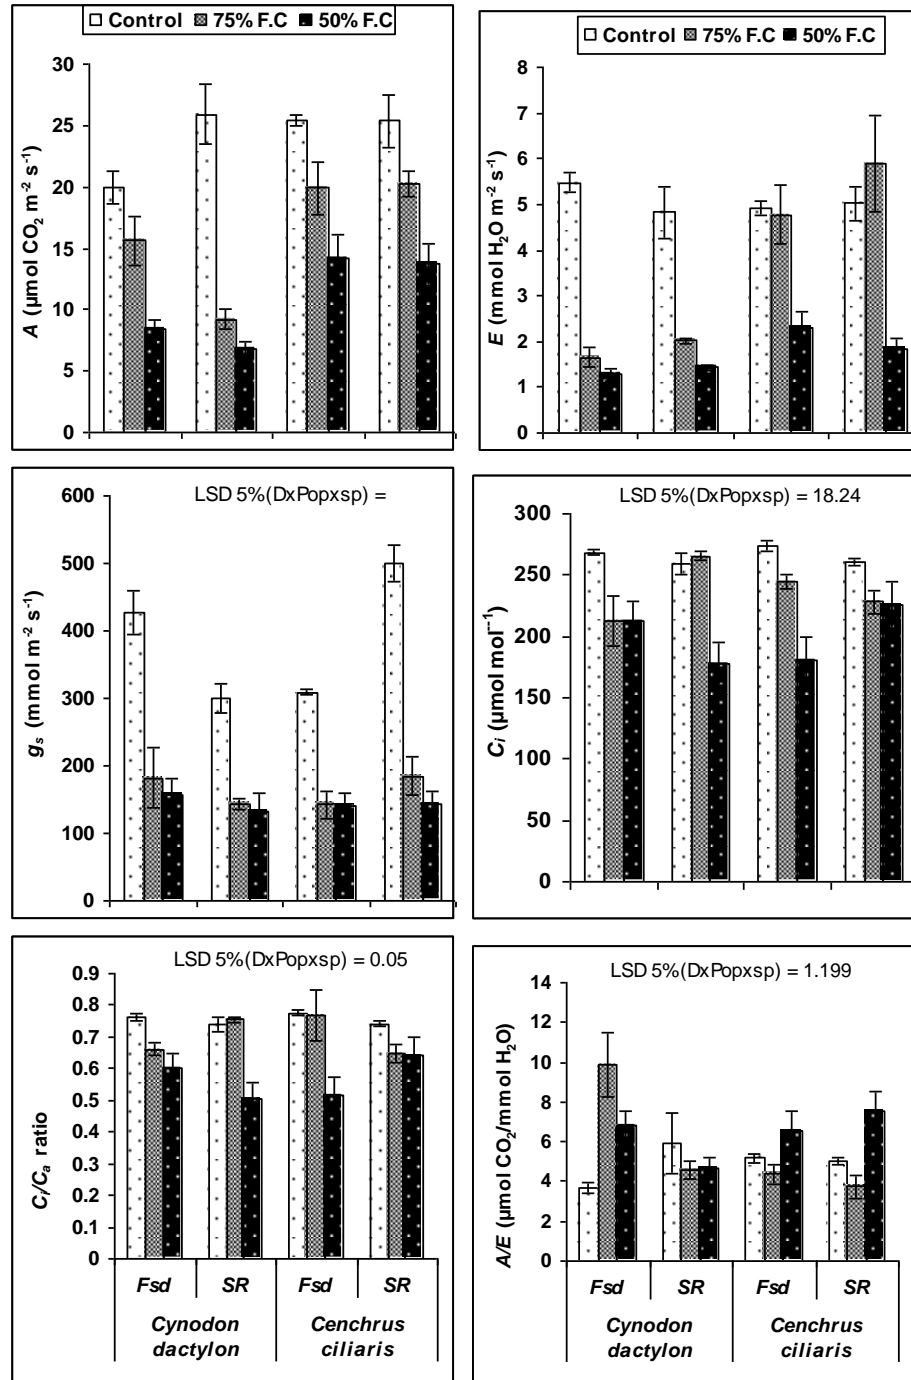 Control 75% F.C 50% F.C
30
25
20
15
10
5
0
A (µmol CO₂ m⁻² s⁻¹)
Control 75% F.C 50% F.C
8
7
6
5
4
3
2
1
0
E (mmol H₂O m⁻² s⁻¹)
LSD 5%(DxPopxsp) =
600
500
400
300
200
100
0
gₛ (mmol m⁻² s⁻¹)
LSD 5%(DxPopxsp) = 18.24
300
250
200
150
100
50
0
Cᵢ (µmol mol⁻¹)
LSD 5%(DxPopxsp) = 0.05
0.9
0.8
0.7
0.6
0.5
0.4
0.3
0.2
0.1
0
Cᵢ/Cₐ ratio
Fsd SR Fsd SR
Cynodon Cenchrus
dactylon ciliaris
LSD 5%(DxPopxsp) = 1.199
14
12
10
8
6
4
2
0
A/E (µmol CO₂/mmol H₂O)
Fsd SR Fsd SR
Cynodon Cenchrus
dactylon ciliaris